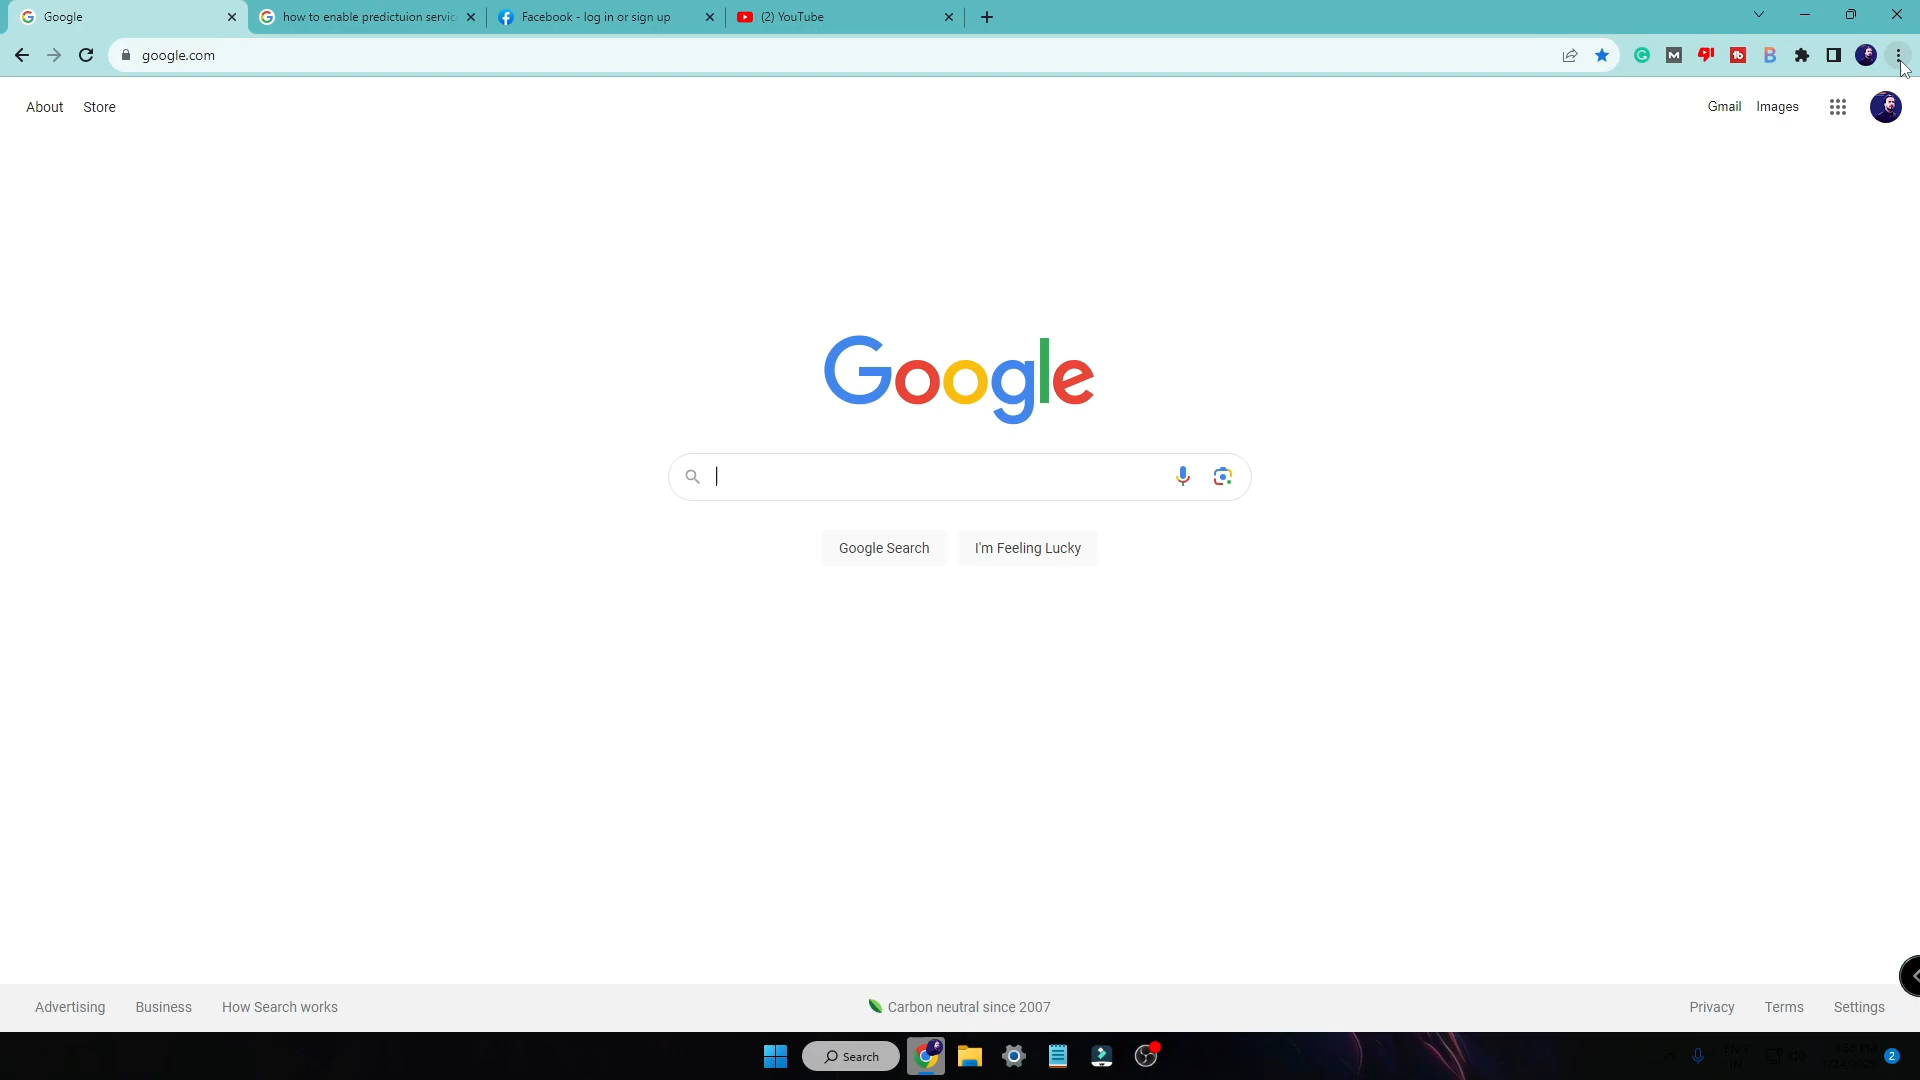 Google
how to enable predictuion servic
Facebook - log in or sign up
(2) YouTube
google.com
About
Store
Gmail
Images
Google
Google Search
I'm Feeling Lucky
Advertising
Business
How Search works
Carbon neutral since 2007
Privacy
Terms
Settings
Search
2